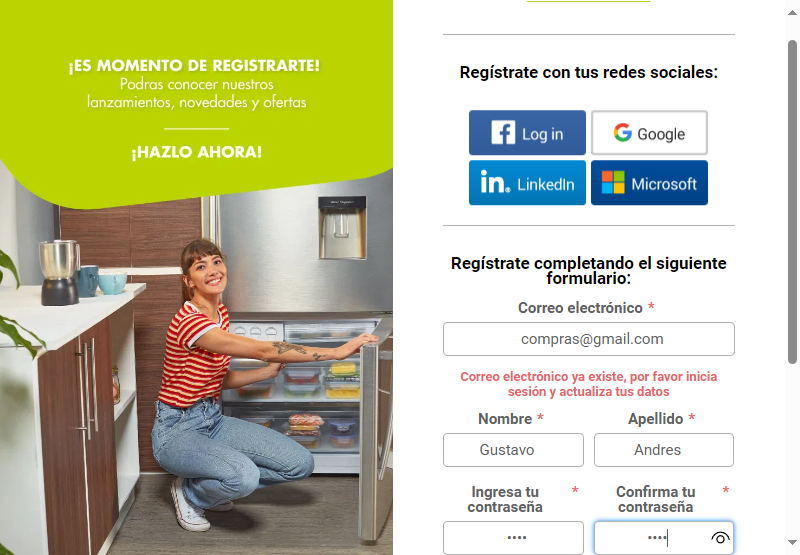 ¡ES MOMENTO DE REGISTRARTE!
Podras conocer nuestros
lanzamientos, novedades y ofertas
¡HAZLO AHORA!
Regístrate con tus redes sociales:
Log in
Google
LinkedIn
Microsoft
Regístrate completando el siguiente
formulario:
Correo electrónico *
compras@gmail.com
Correo electrónico ya existe, por favor inicia
sesión y actualiza tus datos
Nombre *
Apellido *
Gustavo
Andres
Ingresa tu *
contraseña
Confirma tu *
contraseña
••••
••••